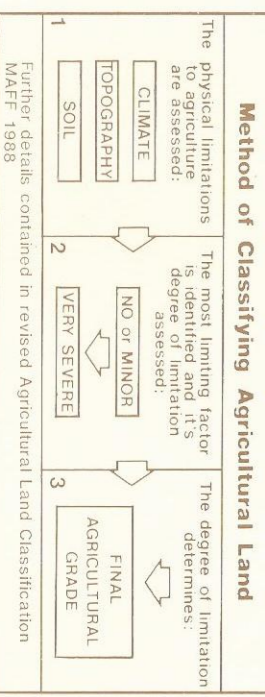 Method of Classifying Agricultural Land
The physical limitations
to agriculture
are assessed:
CLIMATE
TOPOGRAPHY
SOIL
1
The most limiting factor
is identified and it's
degree of limitation
assessed:
NO or MINOR
VERY SEVERE
2
The degree of limitation
determines:
FINAL
AGRICULTURAL
GRADE
3
Further details contained in revised Agricultural Land Classification
MAFF 1988